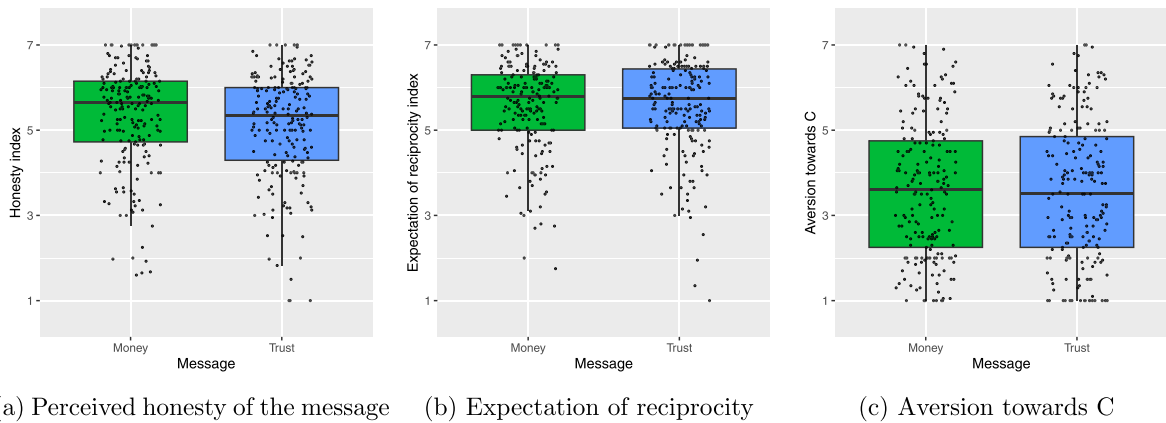 7
5
3
1
Honesty index
Money
Trust
Message
7
5
3
1
Expectation of reciprocity index
Money
Trust
Message
7
5
3
1
Aversion towards C
Money
Trust
Message
a) Perceived honesty of the message
(b) Expectation of reciprocity
(c) Aversion towards C